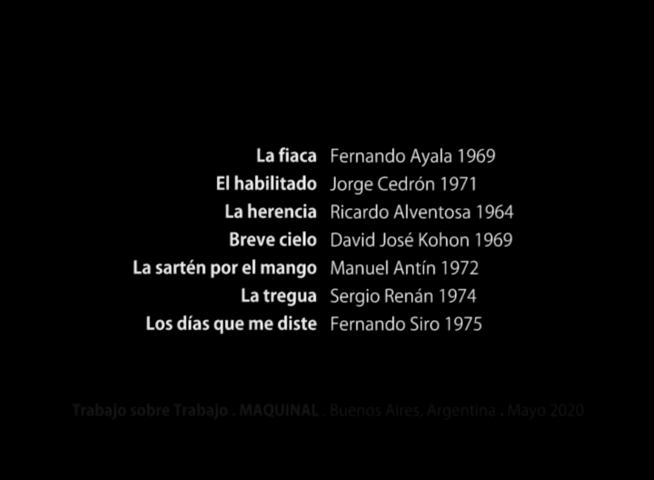 La fiaca Fernando Ayala 1969
El habilitado Jorge Cedrón 1971
La herencia Ricardo Alventosa 1964
Breve cielo David José Kohon 1969
La sartén por el mango Manuel Antín 1972
La tregua Sergio Renán 1974
Los días que me diste Fernando Siro 1975
Trabajo sobre Trabajo . MAQUINAL . Buenos Aires, Argentina . Mayo 2020